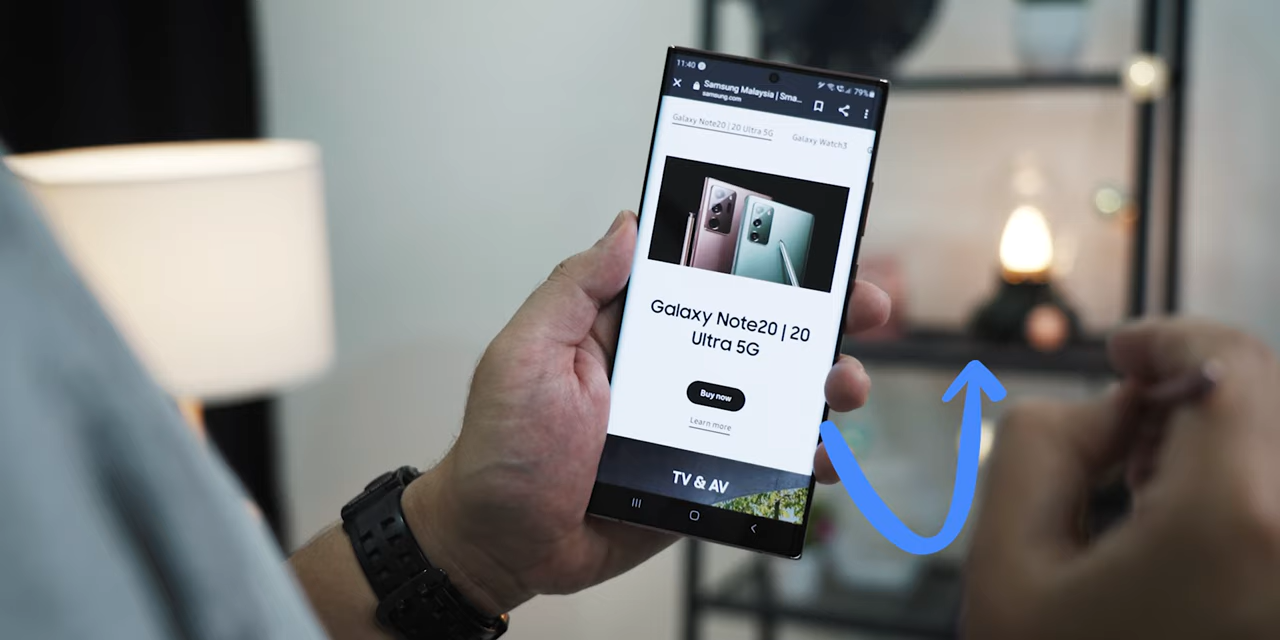 11:40
79%
Samsung Malaysia | Sma...
samsung.com
Galaxy Note20 | 20 Ultra 5G
Galaxy Watch3
Galaxy Note20 | 20
Ultra 5G
Buy now
Learn more
TV & AV